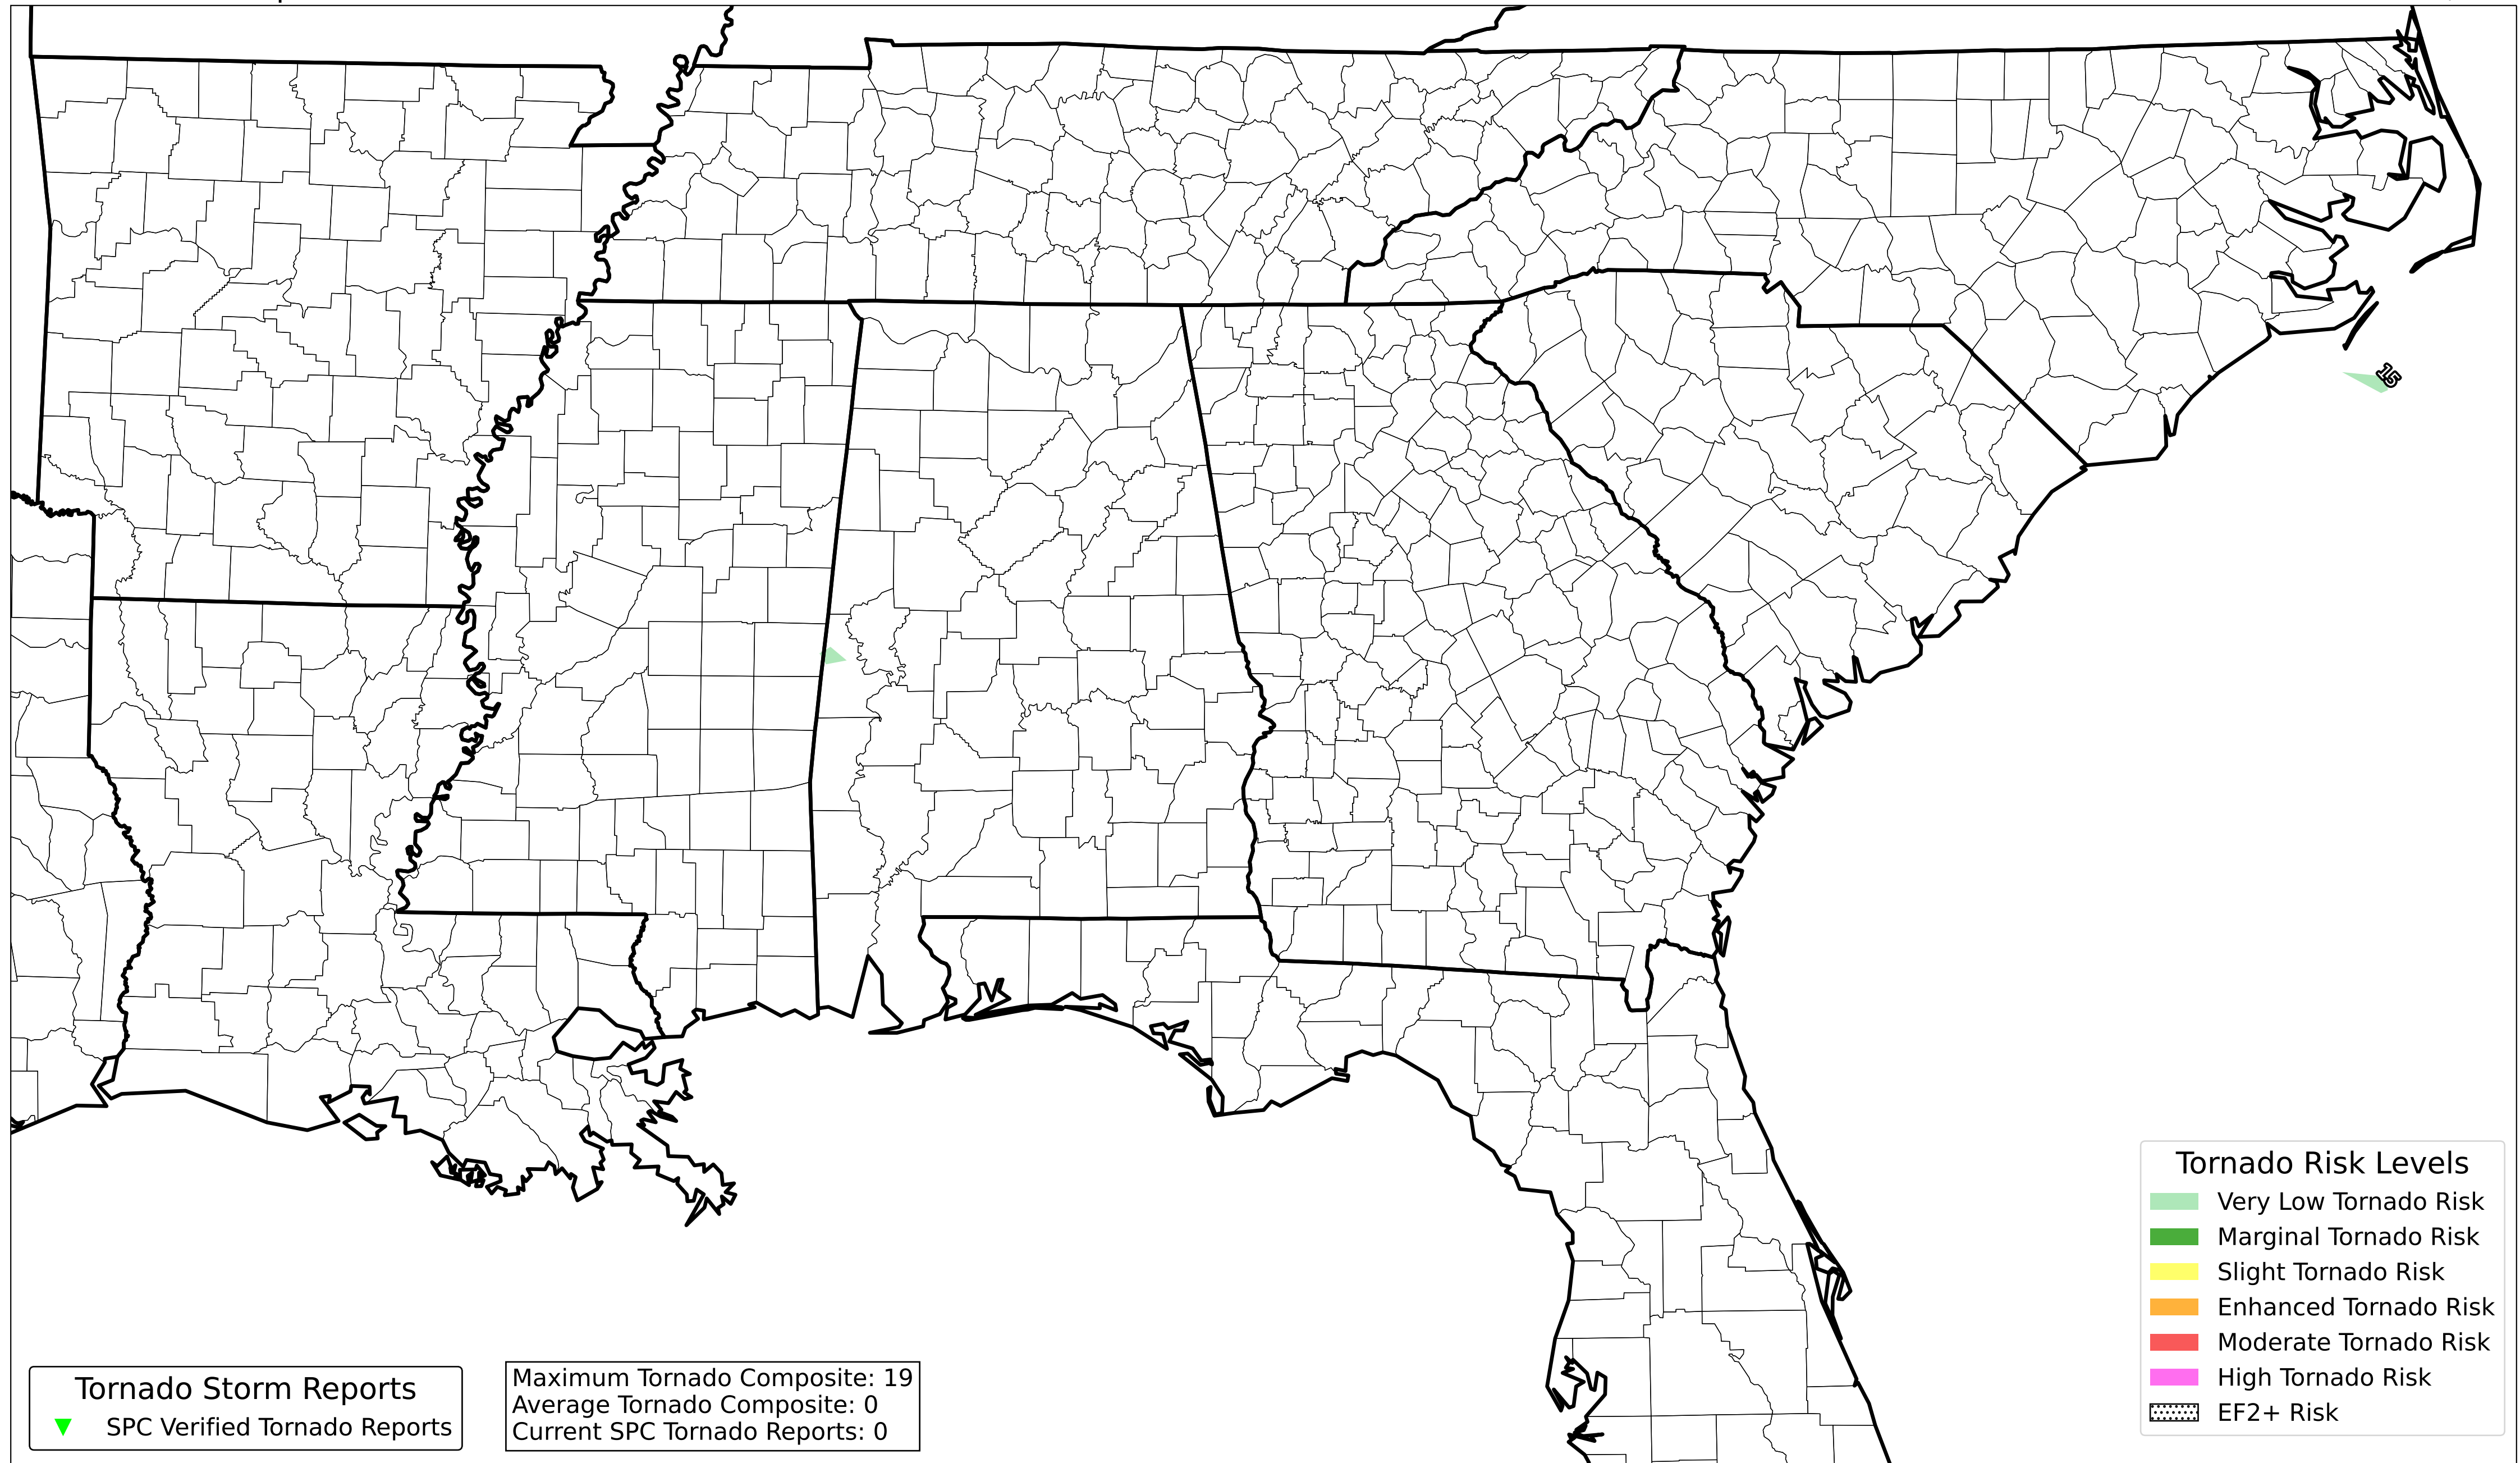 15
Tornado Risk Levels
Very Low Tornado Risk
Marginal Tornado Risk
Slight Tornado Risk
Enhanced Tornado Risk
Moderate Tornado Risk
High Tornado Risk
EF2+ Risk
Tornado Storm Reports
SPC Verified Tornado Reports
Maximum Tornado Composite: 19
Average Tornado Composite: 0
Current SPC Tornado Reports: 0